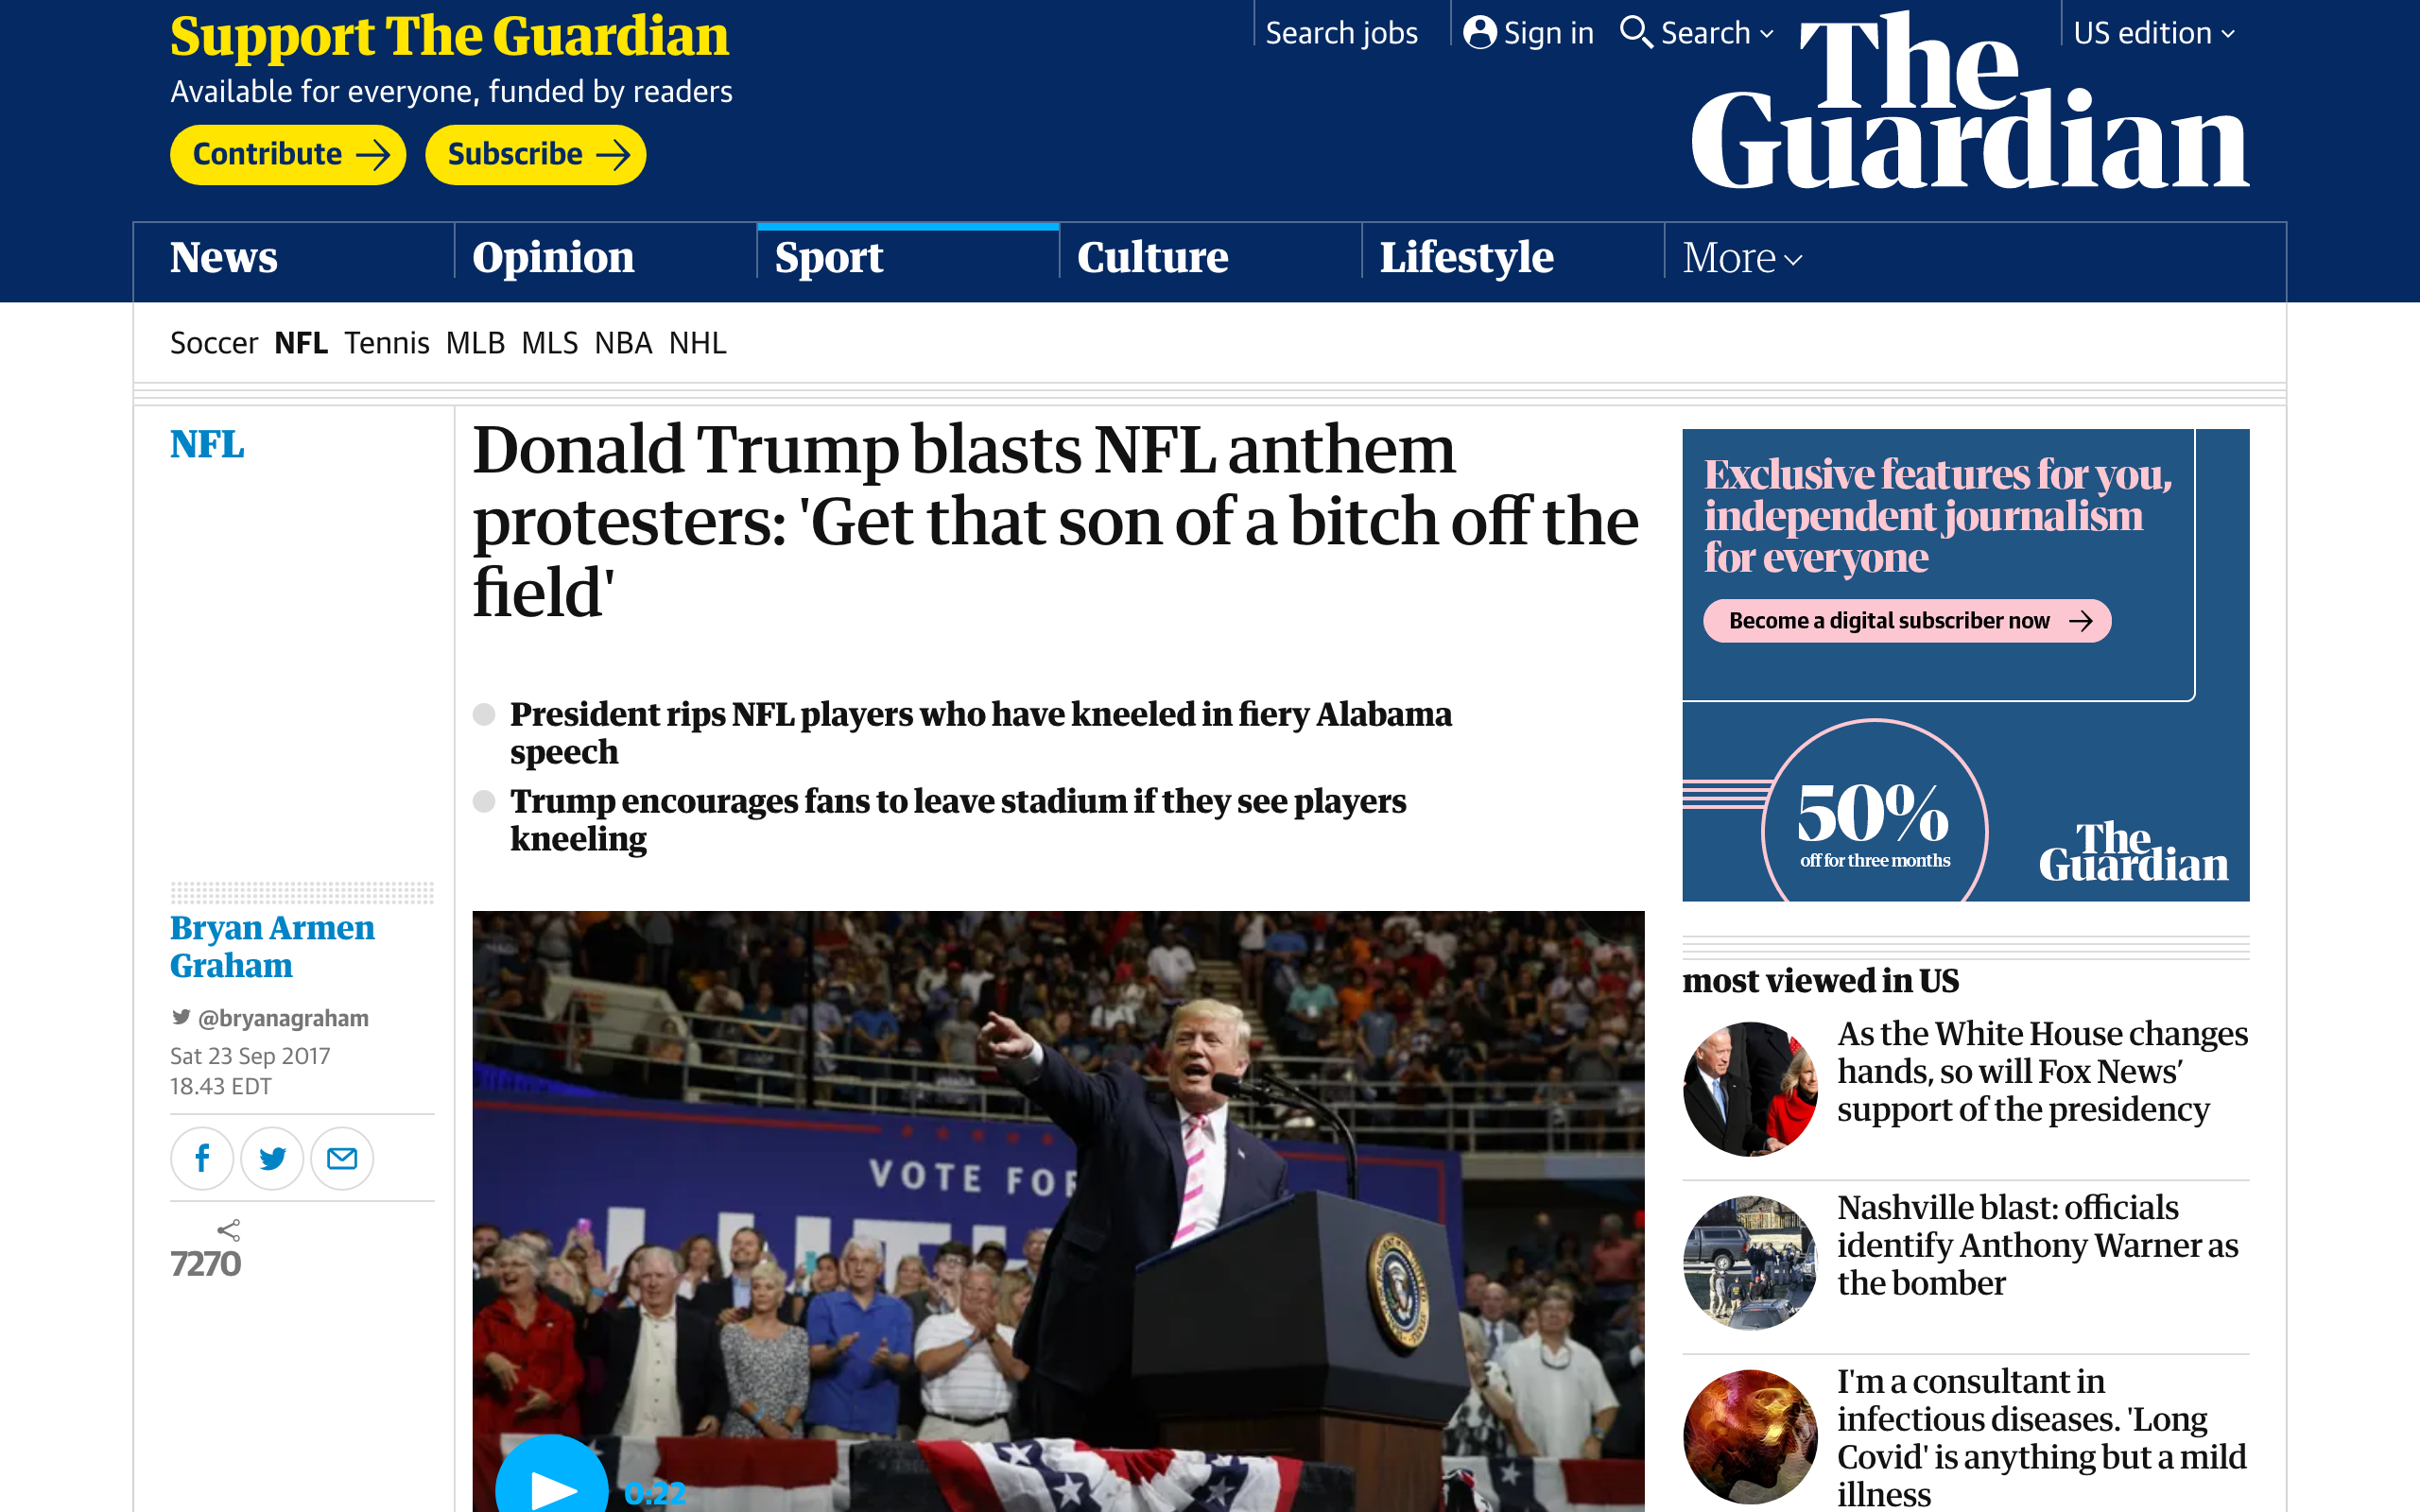 Support The Guardian
Available for everyone, funded by readers
Contribute
Subscribe
Search jobs
Sign in
Search
US edition
The
Guardian
News
Opinion
Sport
Culture
Lifestyle
More
Soccer NFL Tennis MLB MLS NBA NHL
NFL
Donald Trump blasts NFL anthem
protesters: 'Get that son of a bitch off the
field'
President rips NFL players who have kneeled in fiery Alabama
speech
Trump encourages fans to leave stadium if they see players
kneeling
Bryan Armen
Graham
@bryanagraham
Sat 23 Sep 2017
18.43 EDT
7270
VOTE FOR
0:22
Exclusive features for you,
independent journalism
for everyone
Become a digital subscriber now
50%
off for three months
The
Guardian
most viewed in US
As the White House changes
hands, so will Fox News’
support of the presidency
Nashville blast: officials
identify Anthony Warner as
the bomber
I'm a consultant in
infectious diseases. 'Long
Covid' is anything but a mild
illness